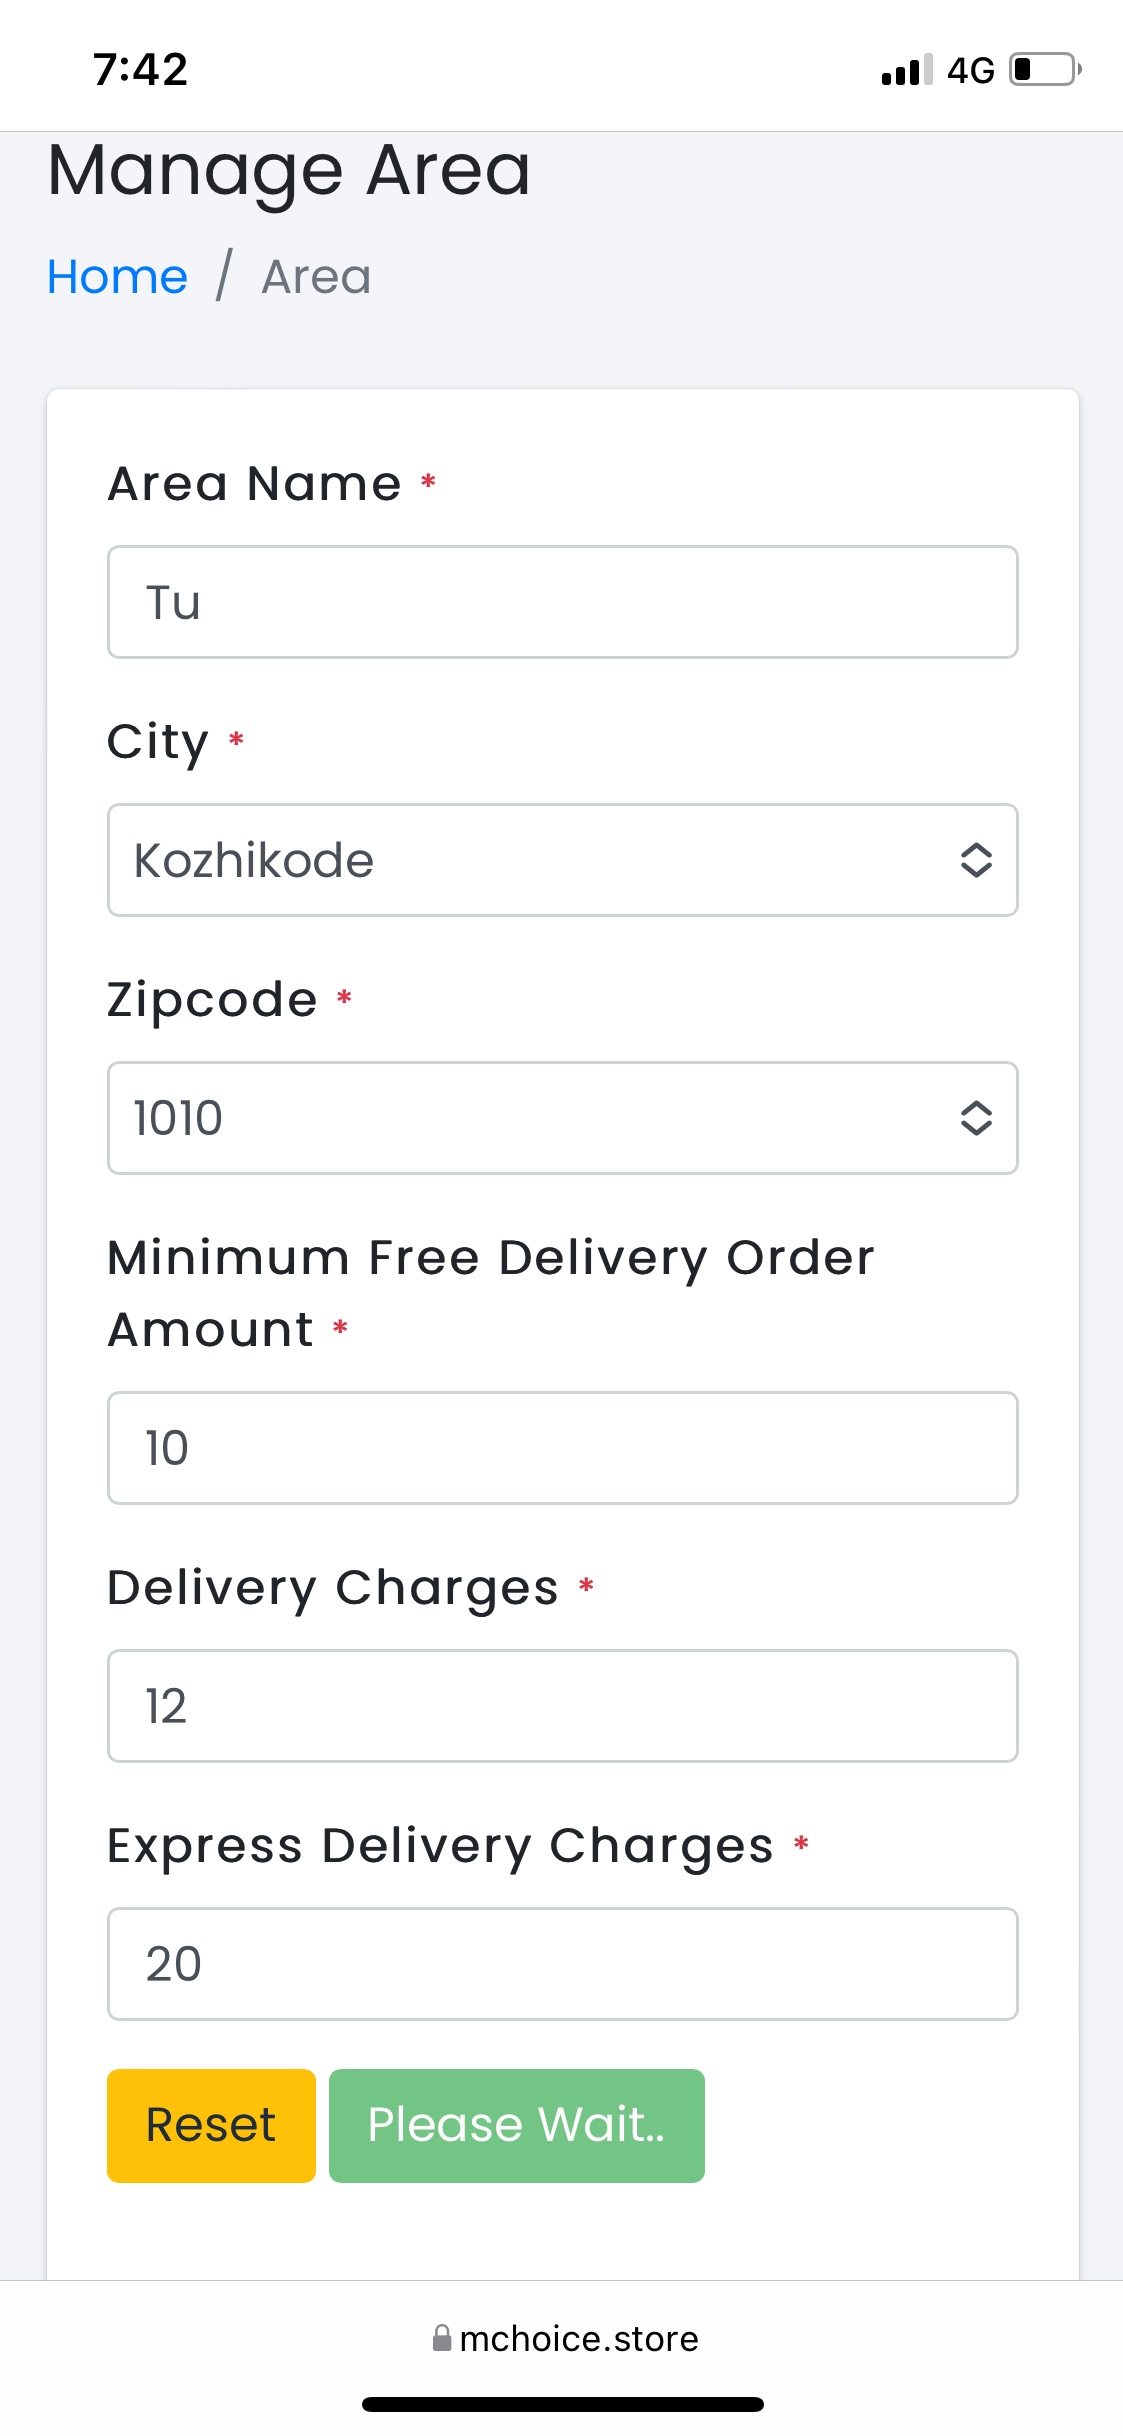 7:42 4G
Manage Area
Home / Area
Area Name *
Tu
City *
Kozhikode
Zipcode *
1010
Minimum Free Delivery Order
Amount *
10
Delivery Charges *
12
Express Delivery Charges *
20
Reset Please Wait..
mchoice.store